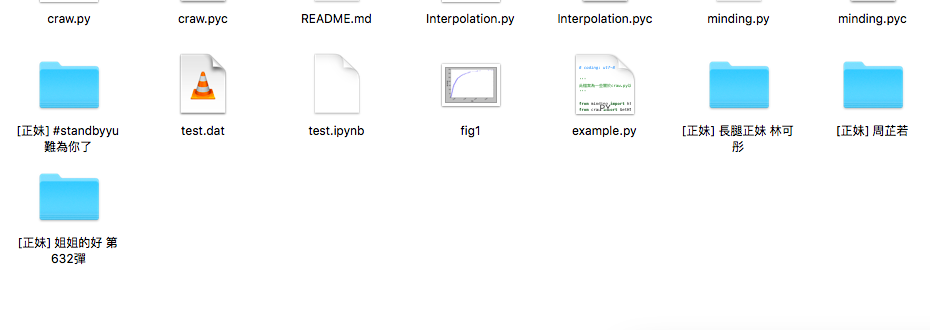 craw.py
craw.pyc
README.md
Interpolation.py
Interpolation.pyc
minding.py
minding.pyc
[正妹] #standbyyu
難為你了
test.dat
test.ipynb
fig1
example.py
[正妹] 長腿正妹 林可
彤
[正妹] 周芷若
[正妹] 姐姐的好 第
632彈